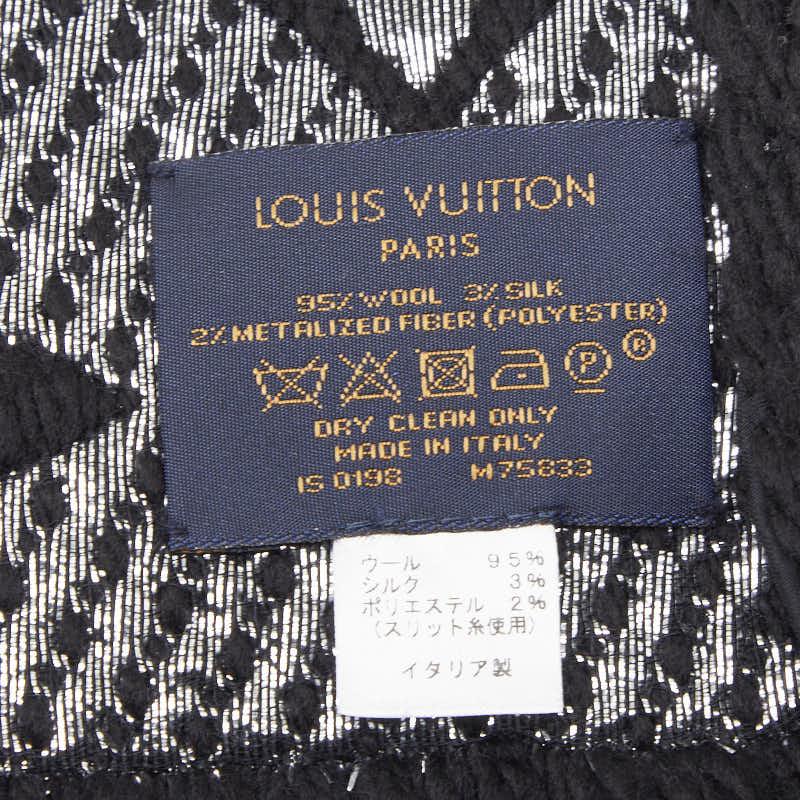 LOUIS VUITTON
PARIS
95% WOOL 3% SILK
2% METALIZED FIBER (POLYESTER)
P ®
DRY CLEAN ONLY
MADE IN ITALY
IS 0198 M75833
ウール 95%
シルク 3%
ポリエステル 2%
(スリット糸使用)
イタリア製